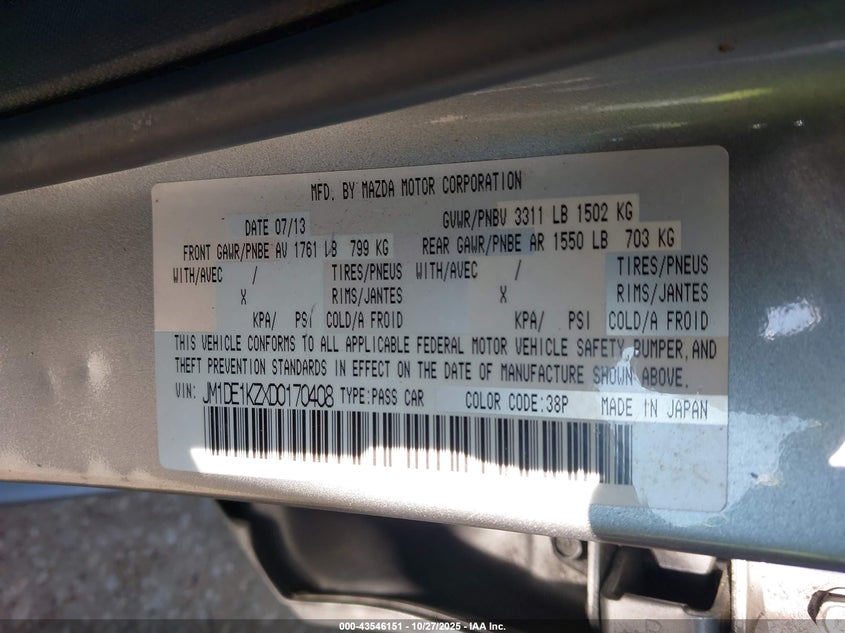 MFD. BY MAZDA MOTOR CORPORATION
DATE 07/13 GVWR/PNBV 3311 LB 1502 KG
FRONT GAWR/PNBE AV 1761 LB 799 KG REAR GAWR/PNBE AR 1550 LB 703 KG
WITH/AVEC / TIRES/PNEUS WITH/AVEC / TIRES/PNEUS
X RIMS/JANTES X RIMS/JANTES
KPA/ PSI COLD/A FROID KPA/ PSI COLD/A FROID
THIS VEHICLE CONFORMS TO ALL APPLICABLE FEDERAL MOTOR VEHICLE SAFETY, BUMPER, AND
THEFT PREVENTION STANDARDS IN EFFECT ON THE DATE OF MANUFACTURE SHOWN ABOVE.
VIN: JM1DE1KZXD0170408 TYPE:PASS CAR COLOR CODE:38P MADE IN JAPAN
000-43546151 - 10/27/2025 - IAA Inc.